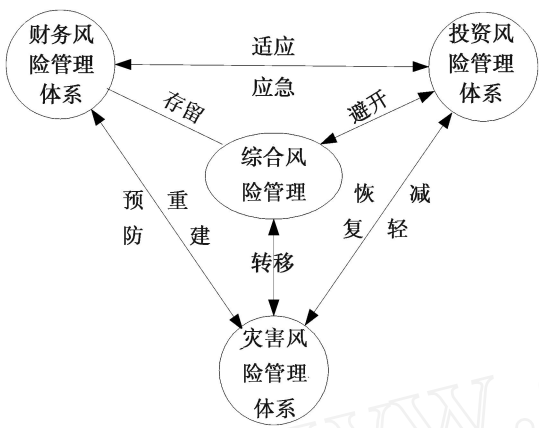 财务风
险管理
体系
适应
应急
投资风
险管理
体系
存留
避开
综合风
险管理
预 重
防 建
恢 减
复 轻
转移
灾害风
险管理
体系
www.